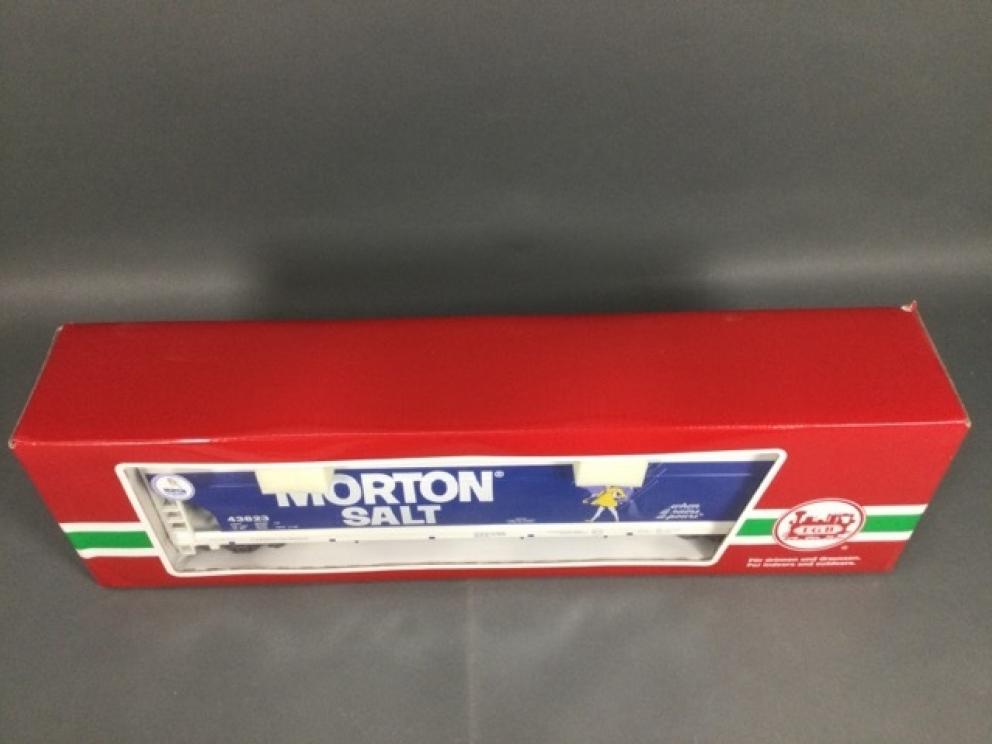 MORTON®
SALT
43823
when
it rains
it pours
LGB
®
Für drinnen und draussen.
For indoors and outdoors.